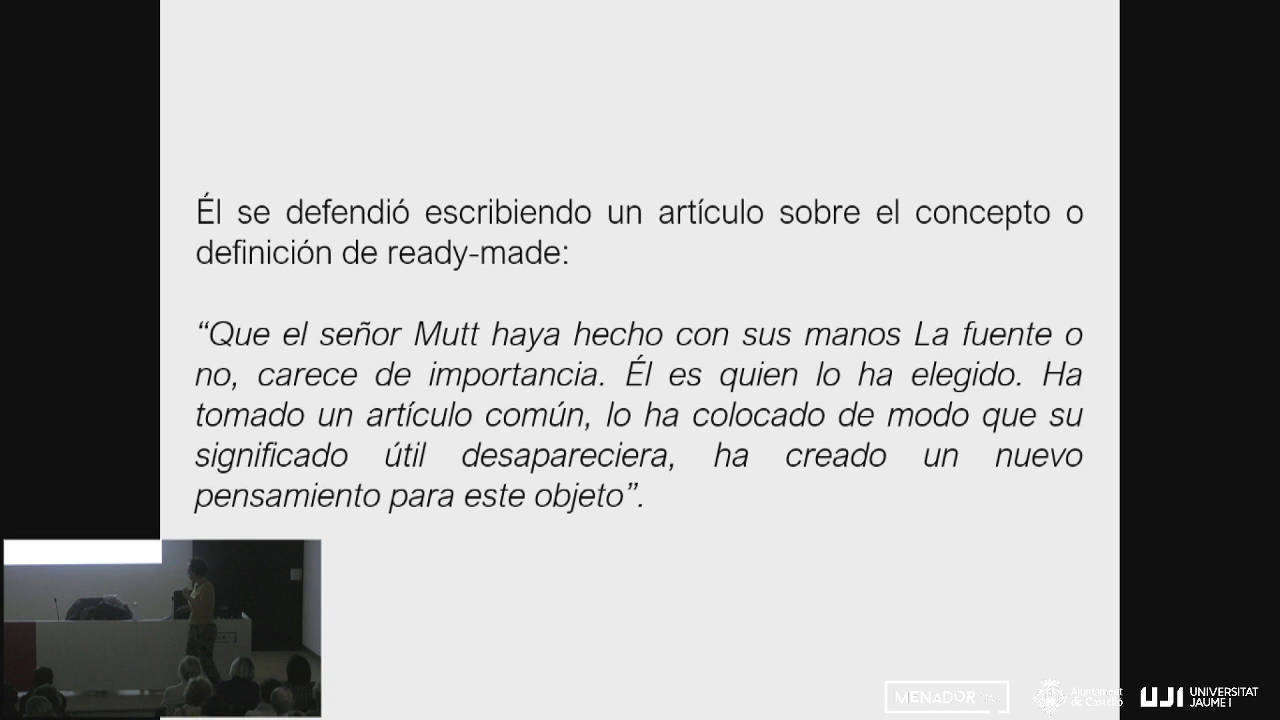 Él se defendió escribiendo un artículo sobre el concepto o
definición de ready-made:
“Que el señor Mutt haya hecho con sus manos La fuente o
no, carece de importancia. Él es quien lo ha elegido. Ha
tomado un artículo común, lo ha colocado de modo que su
significado útil desapareciera, ha creado un nuevo
pensamiento para este objeto”.
MENADOR
Ajuntament
de Castelló
UJI UNIVERSITAT
JAUME I